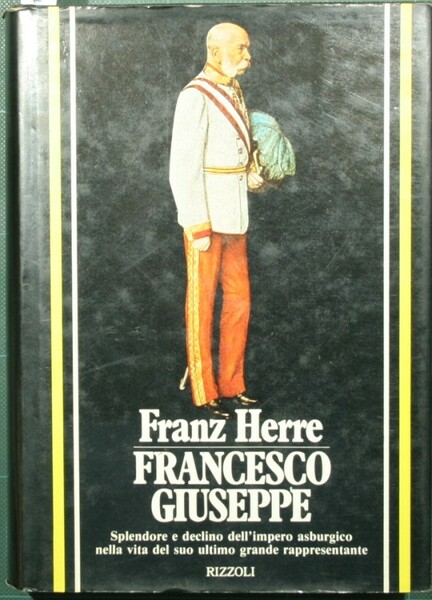 Franz Herre
FRANCESCO
GIUSEPPE
Splendore e declino dell'impero asburgico
nella vita del suo ultimo grande rappresentante
RIZZOLI